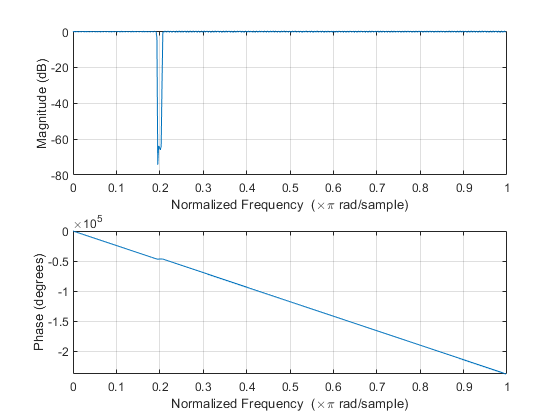 0
-20
-40
-60
-80
Magnitude (dB)
0 0.1 0.2 0.3 0.4 0.5 0.6 0.7 0.8 0.9 1
Normalized Frequency (×π rad/sample)
×10^5
0
-0.5
-1
-1.5
-2
Phase (degrees)
0 0.1 0.2 0.3 0.4 0.5 0.6 0.7 0.8 0.9 1
Normalized Frequency (×π rad/sample)